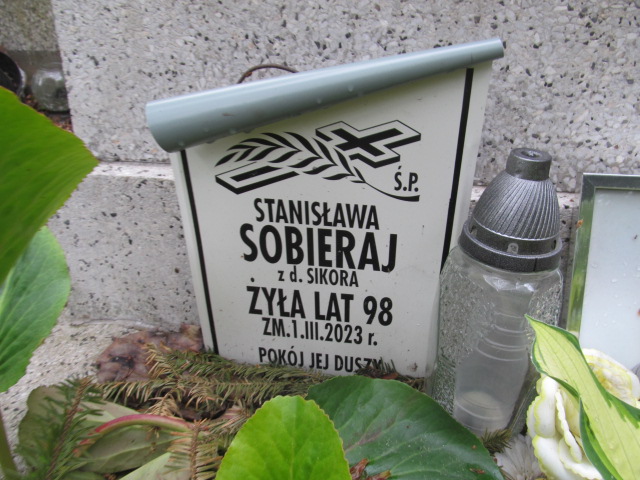 Ś.P.
STANISŁAWA
SOBIERAJ
z d. SIKORA
ŻYŁA LAT 98
ZM.1.III.2023 r.
POKÓJ JEJ DUSZY